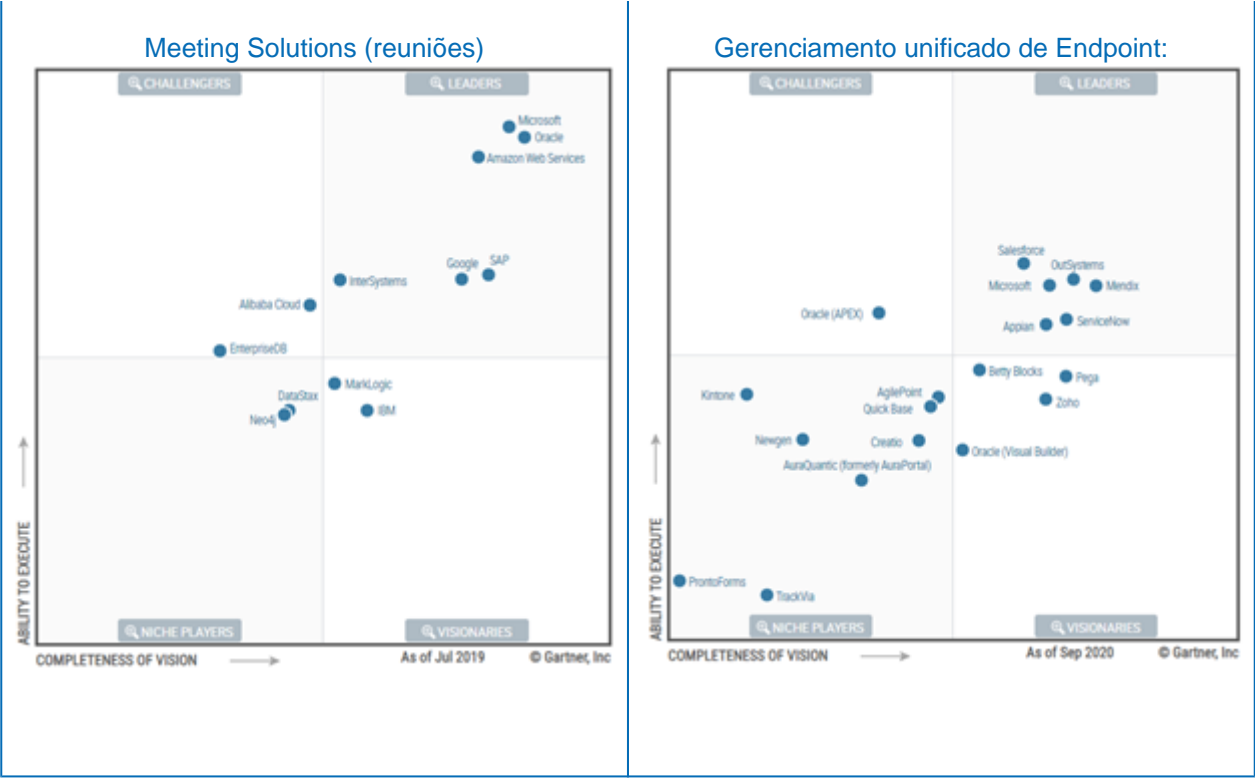 Meeting Solutions (reuniões)
CHALLENGERS
LEADERS
Microsoft
Oracle
Amazon Web Services
Google
SAP
InterSystems
Alibaba Cloud
EnterpriseDB
MarkLogic
DataStax
IBM
Neo4j
ABILITY TO EXECUTE
NICHE PLAYERS
VISIONARIES
COMPLETENESS OF VISION
As of Jul 2019
© Gartner, Inc
Gerenciamento unificado de Endpoint:
CHALLENGERS
LEADERS
Salesforce
OutSystems
Microsoft
Mendix
Oracle (APEX)
ServiceNow
Appian
Betty Blocks
Pega
Kintone
AgilePoint
Quick Base
Zoho
Newgen
Creatio
Oracle (Visual Builder)
AuraQuantic (formerly AuraPortal)
ProntoForms
TrackVia
ABILITY TO EXECUTE
NICHE PLAYERS
VISIONARIES
COMPLETENESS OF VISION
As of Sep 2020
© Gartner, Inc